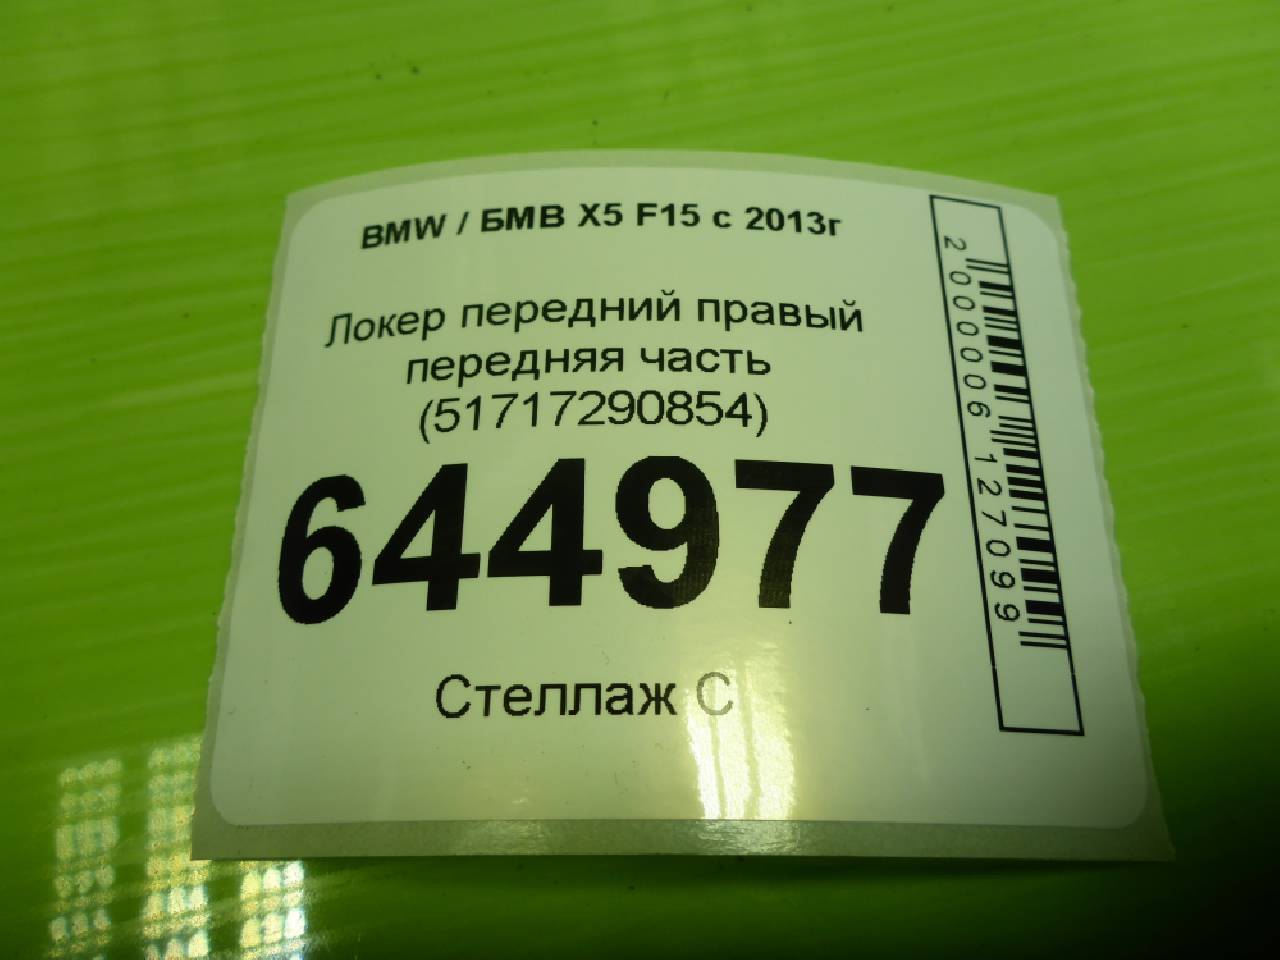 BMW / БМВ X5 F15 с 2013г
Локер передний правый
передняя часть
(51717290854)
644977
Стеллаж С
2000006127099